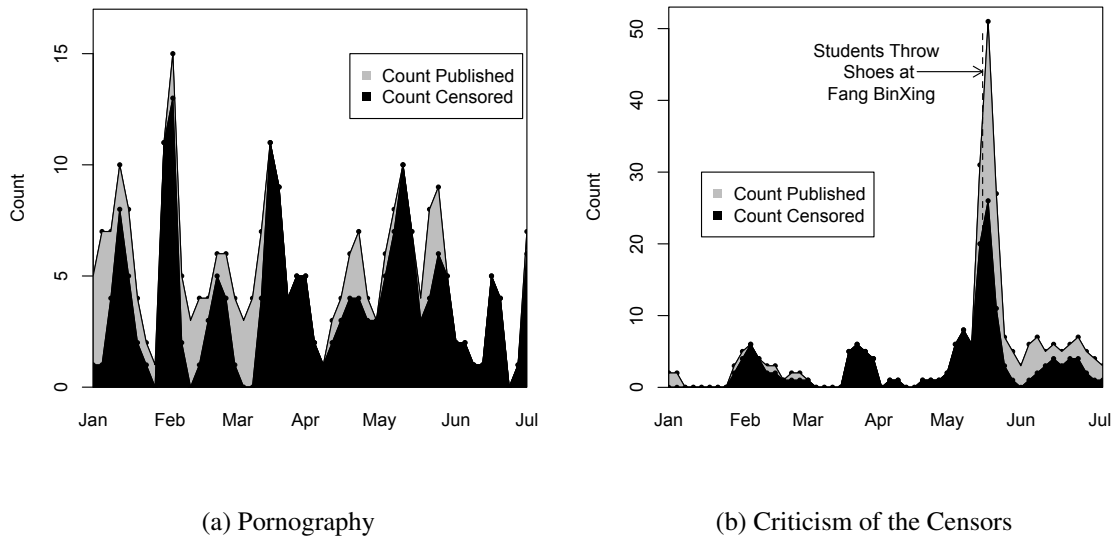 Count
15
10
5
0
Count Published
Count Censored
Jan
Feb
Mar
Apr
May
Jun
Jul
(a) Pornography
Count
50
40
30
20
10
0
Students Throw
Shoes at
Fang BinXing
Count Published
Count Censored
Jan
Feb
Mar
Apr
May
Jun
Jul
(b) Criticism of the Censors